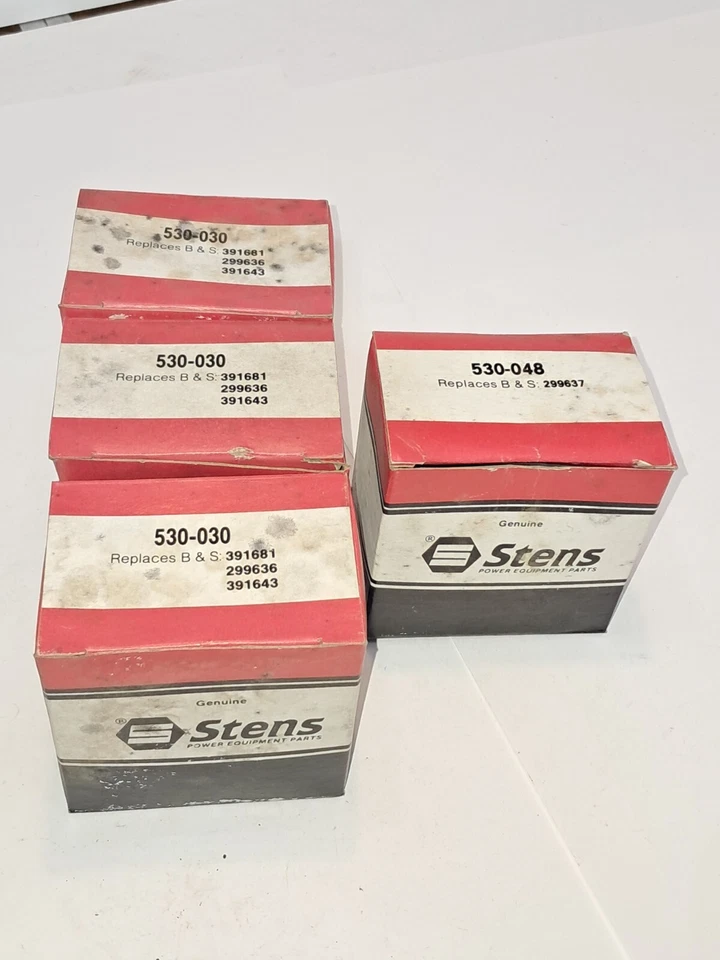 530-030
Replaces B & S: 391681
299636
391643
530-030
Replaces B & S: 391681
299636
391643
530-030
Replaces B & S: 391681
299636
391643
Genuine
® Stens
POWER EQUIPMENT PARTS
530-048
Replaces B & S: 299637
Genuine
® Stens
POWER EQUIPMENT PARTS